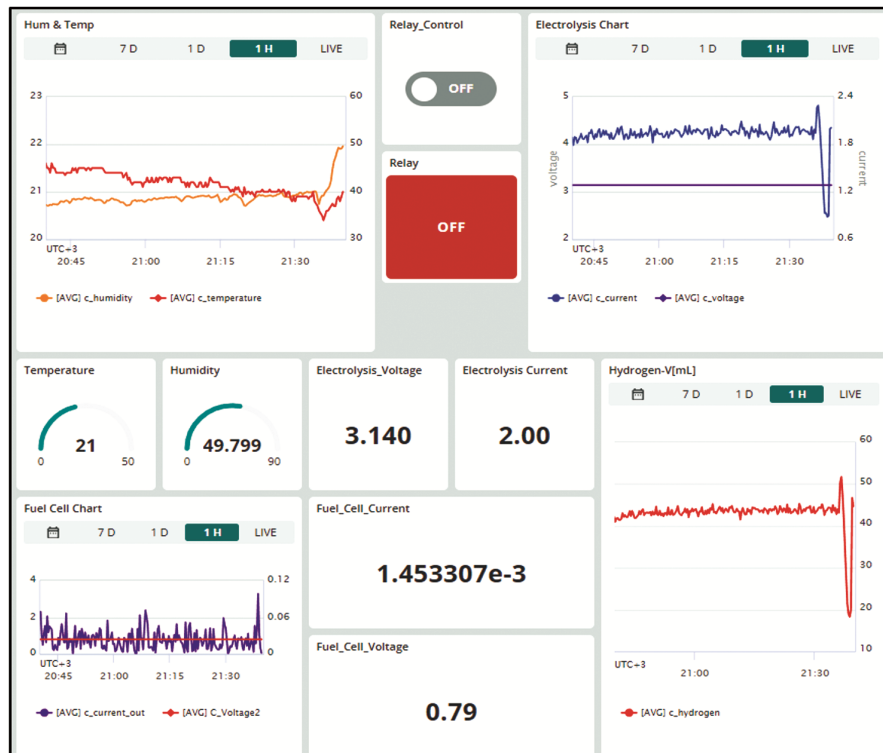 Hum & Temp
7 D 1 D 1 H LIVE
23 60
22 50
21 40
20 30
UTC+3
20:45 21:00 21:15 21:30
[AVG] c_humidity [AVG] c_temperature
Relay_Control
OFF
Relay
OFF
Electrolysis Chart
7 D 1 D 1 H LIVE
5 2.4
4 1.8
voltage
current
3 1.2
2 0.6
UTC+3
20:45 21:00 21:15 21:30
[AVG] c_current [AVG] c_voltage
Temperature
21
0 50
Humidity
49.799
0 90
Electrolysis_Voltage
3.140
Electrolysis Current
2.00
Hydrogen-V[mL]
7 D 1 D 1 H LIVE
60
50
40
30
20
10
UTC+3
21:00 21:30
[AVG] c_hydrogen
Fuel Cell Chart
7 D 1 D 1 H LIVE
4 0.12
2 0.06
0 0
UTC+3
20:45 21:00 21:15 21:30
[AVG] c_current_out [AVG] C_Voltage2
Fuel_Cell_Current
1.453307e-3
Fuel_Cell_Voltage
0.79